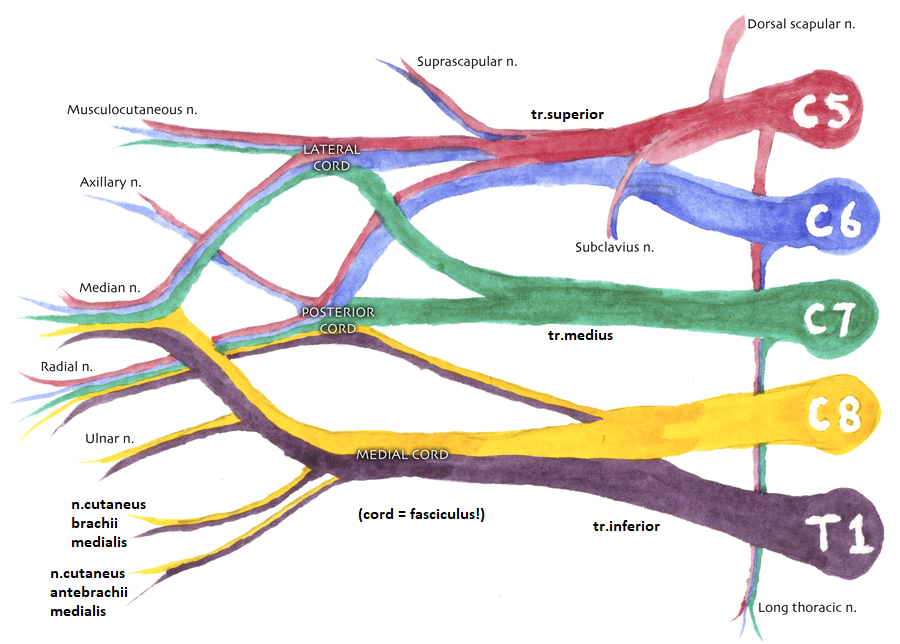 Dorsal scapular n.
Suprascapular n.
C5
Musculocutaneous n.
tr.superior
LATERAL
CORD
Axillary n.
C6
Subclavius n.
Median n.
C7
POSTERIOR
CORD
tr.medius
Radial n.
C8
Ulnar n.
MEDIAL CORD
n.cutaneus
brachii
medialis
(cord = fasciculus!)
tr.inferior
T1
n.cutaneus
antebrachii
medialis
Long thoracic n.